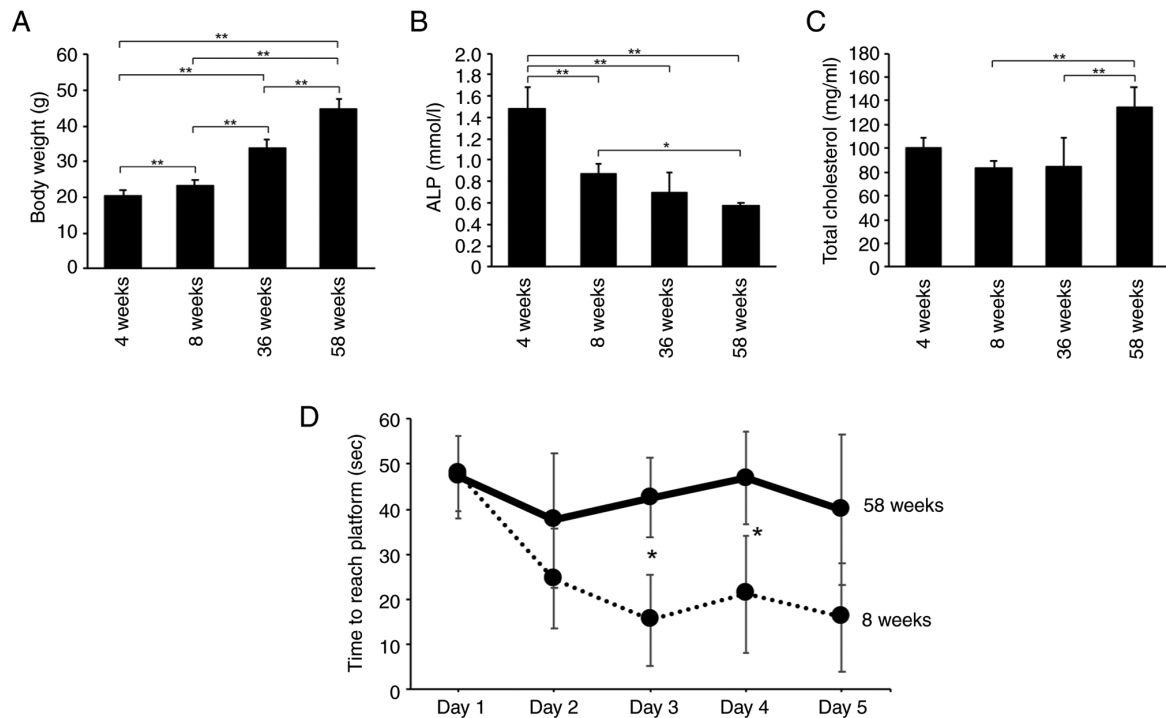 A
Body weight (g)
60
50
40
30
20
10
0
**
**
**
**
**
**
4 weeks
8 weeks
36 weeks
58 weeks
B
ALP (mmol/l)
2.0
1.8
1.6
1.4
1.2
1.0
0.8
0.6
0.4
0.2
0
**
**
**
*
4 weeks
8 weeks
36 weeks
58 weeks
C
Total cholesterol (mg/ml)
180
160
140
120
100
80
60
40
20
0
**
**
4 weeks
8 weeks
36 weeks
58 weeks
D
Time to reach platform (sec)
60
50
40
30
20
10
0
58 weeks
*
*
8 weeks
Day 1
Day 2
Day 3
Day 4
Day 5